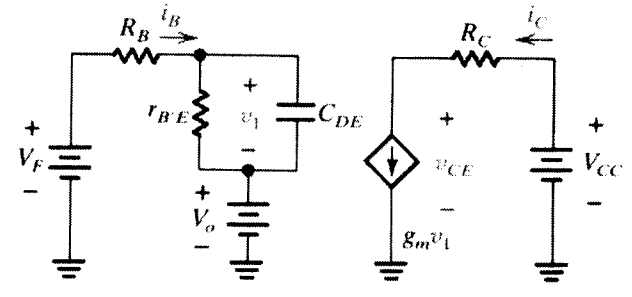 R_B
i_B
+
V_F
−
r_B'E
+
v_1
−
C_DE
+
V_o
−
R_C
i_C
+
v_CE
−
g_m v_1
+
V_CC
−